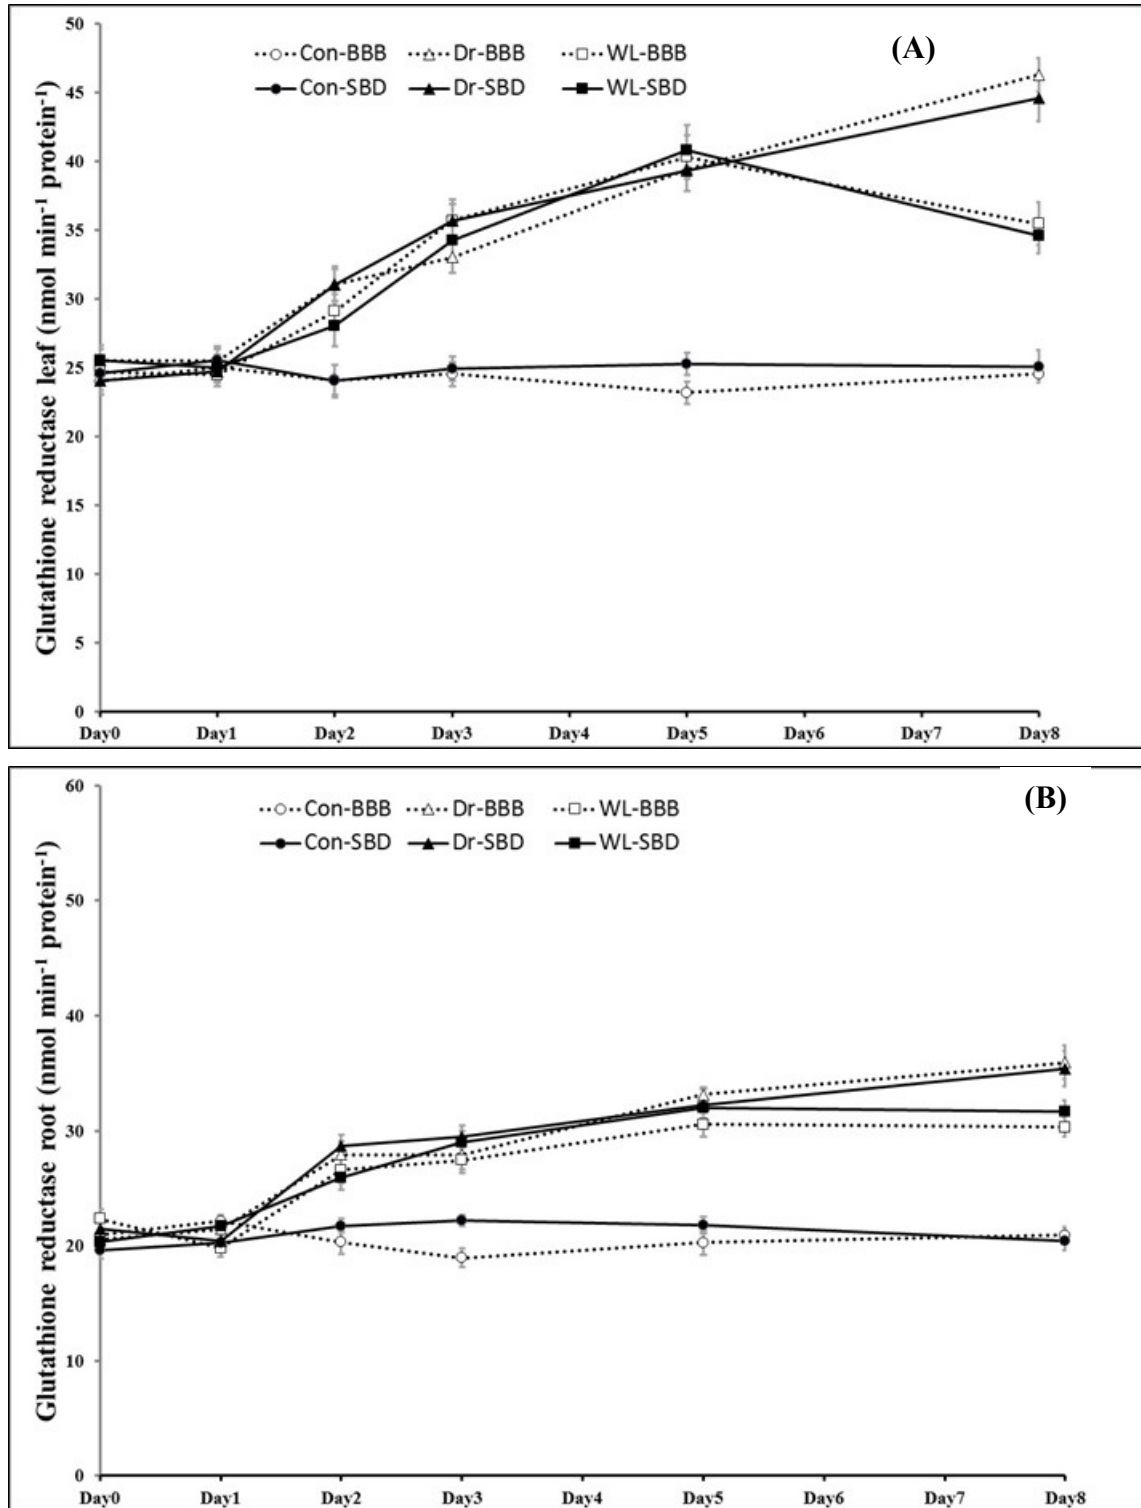 (A)
Con-BBB Dr-BBB WL-BBB
Con-SBD Dr-SBD WL-SBD
Glutathione reductase leaf (nmol min⁻¹ protein⁻¹)
50
45
40
35
30
25
20
15
10
5
0
Day0 Day1 Day2 Day3 Day4 Day5 Day6 Day7 Day8
(B)
Con-BBB Dr-BBB WL-BBB
Con-SBD Dr-SBD WL-SBD
Glutathione reductase root (nmol min⁻¹ protein⁻¹)
60
50
40
30
20
10
0
Day0 Day1 Day2 Day3 Day4 Day5 Day6 Day7 Day8